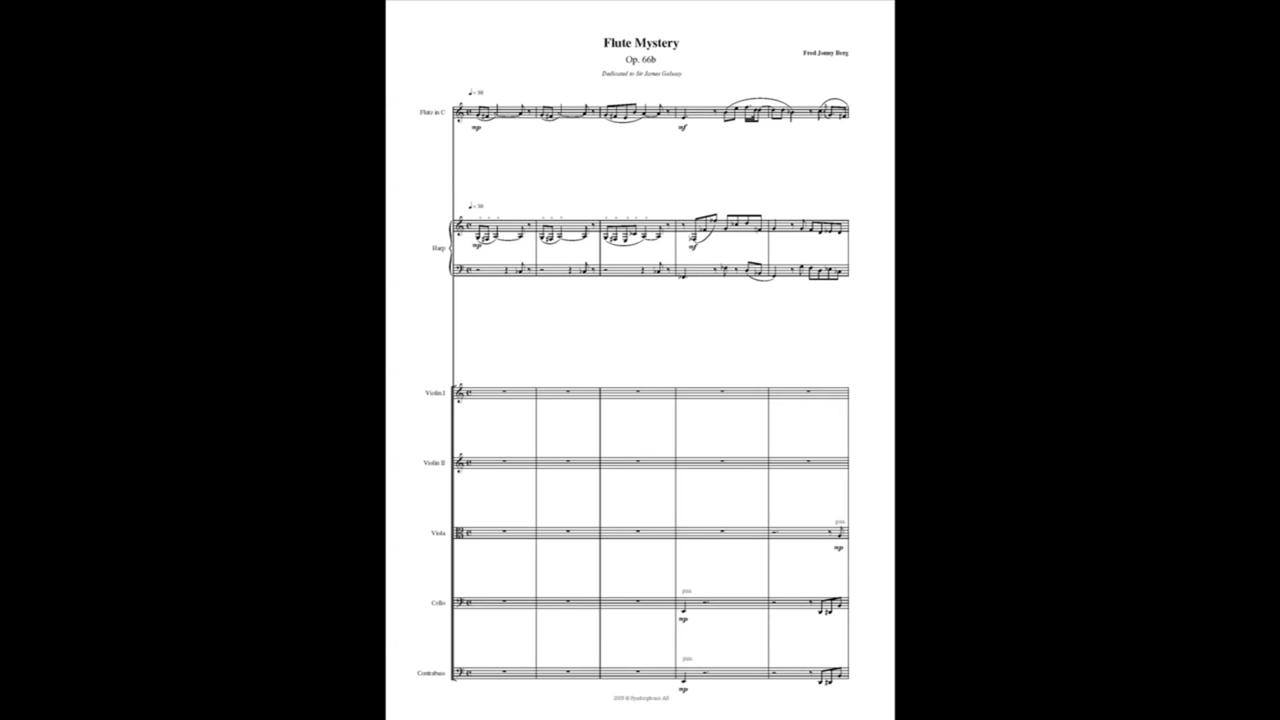 Flute Mystery
Op. 66b
Fred Jonny Berg
Dedicated to Sir James Galway
Flute in C
mp
mf
Harp
mp
mf
Violin I
Violin II
Viola
pizz.
mp
Cello
pizz.
mp
Contrabass
pizz.
mp